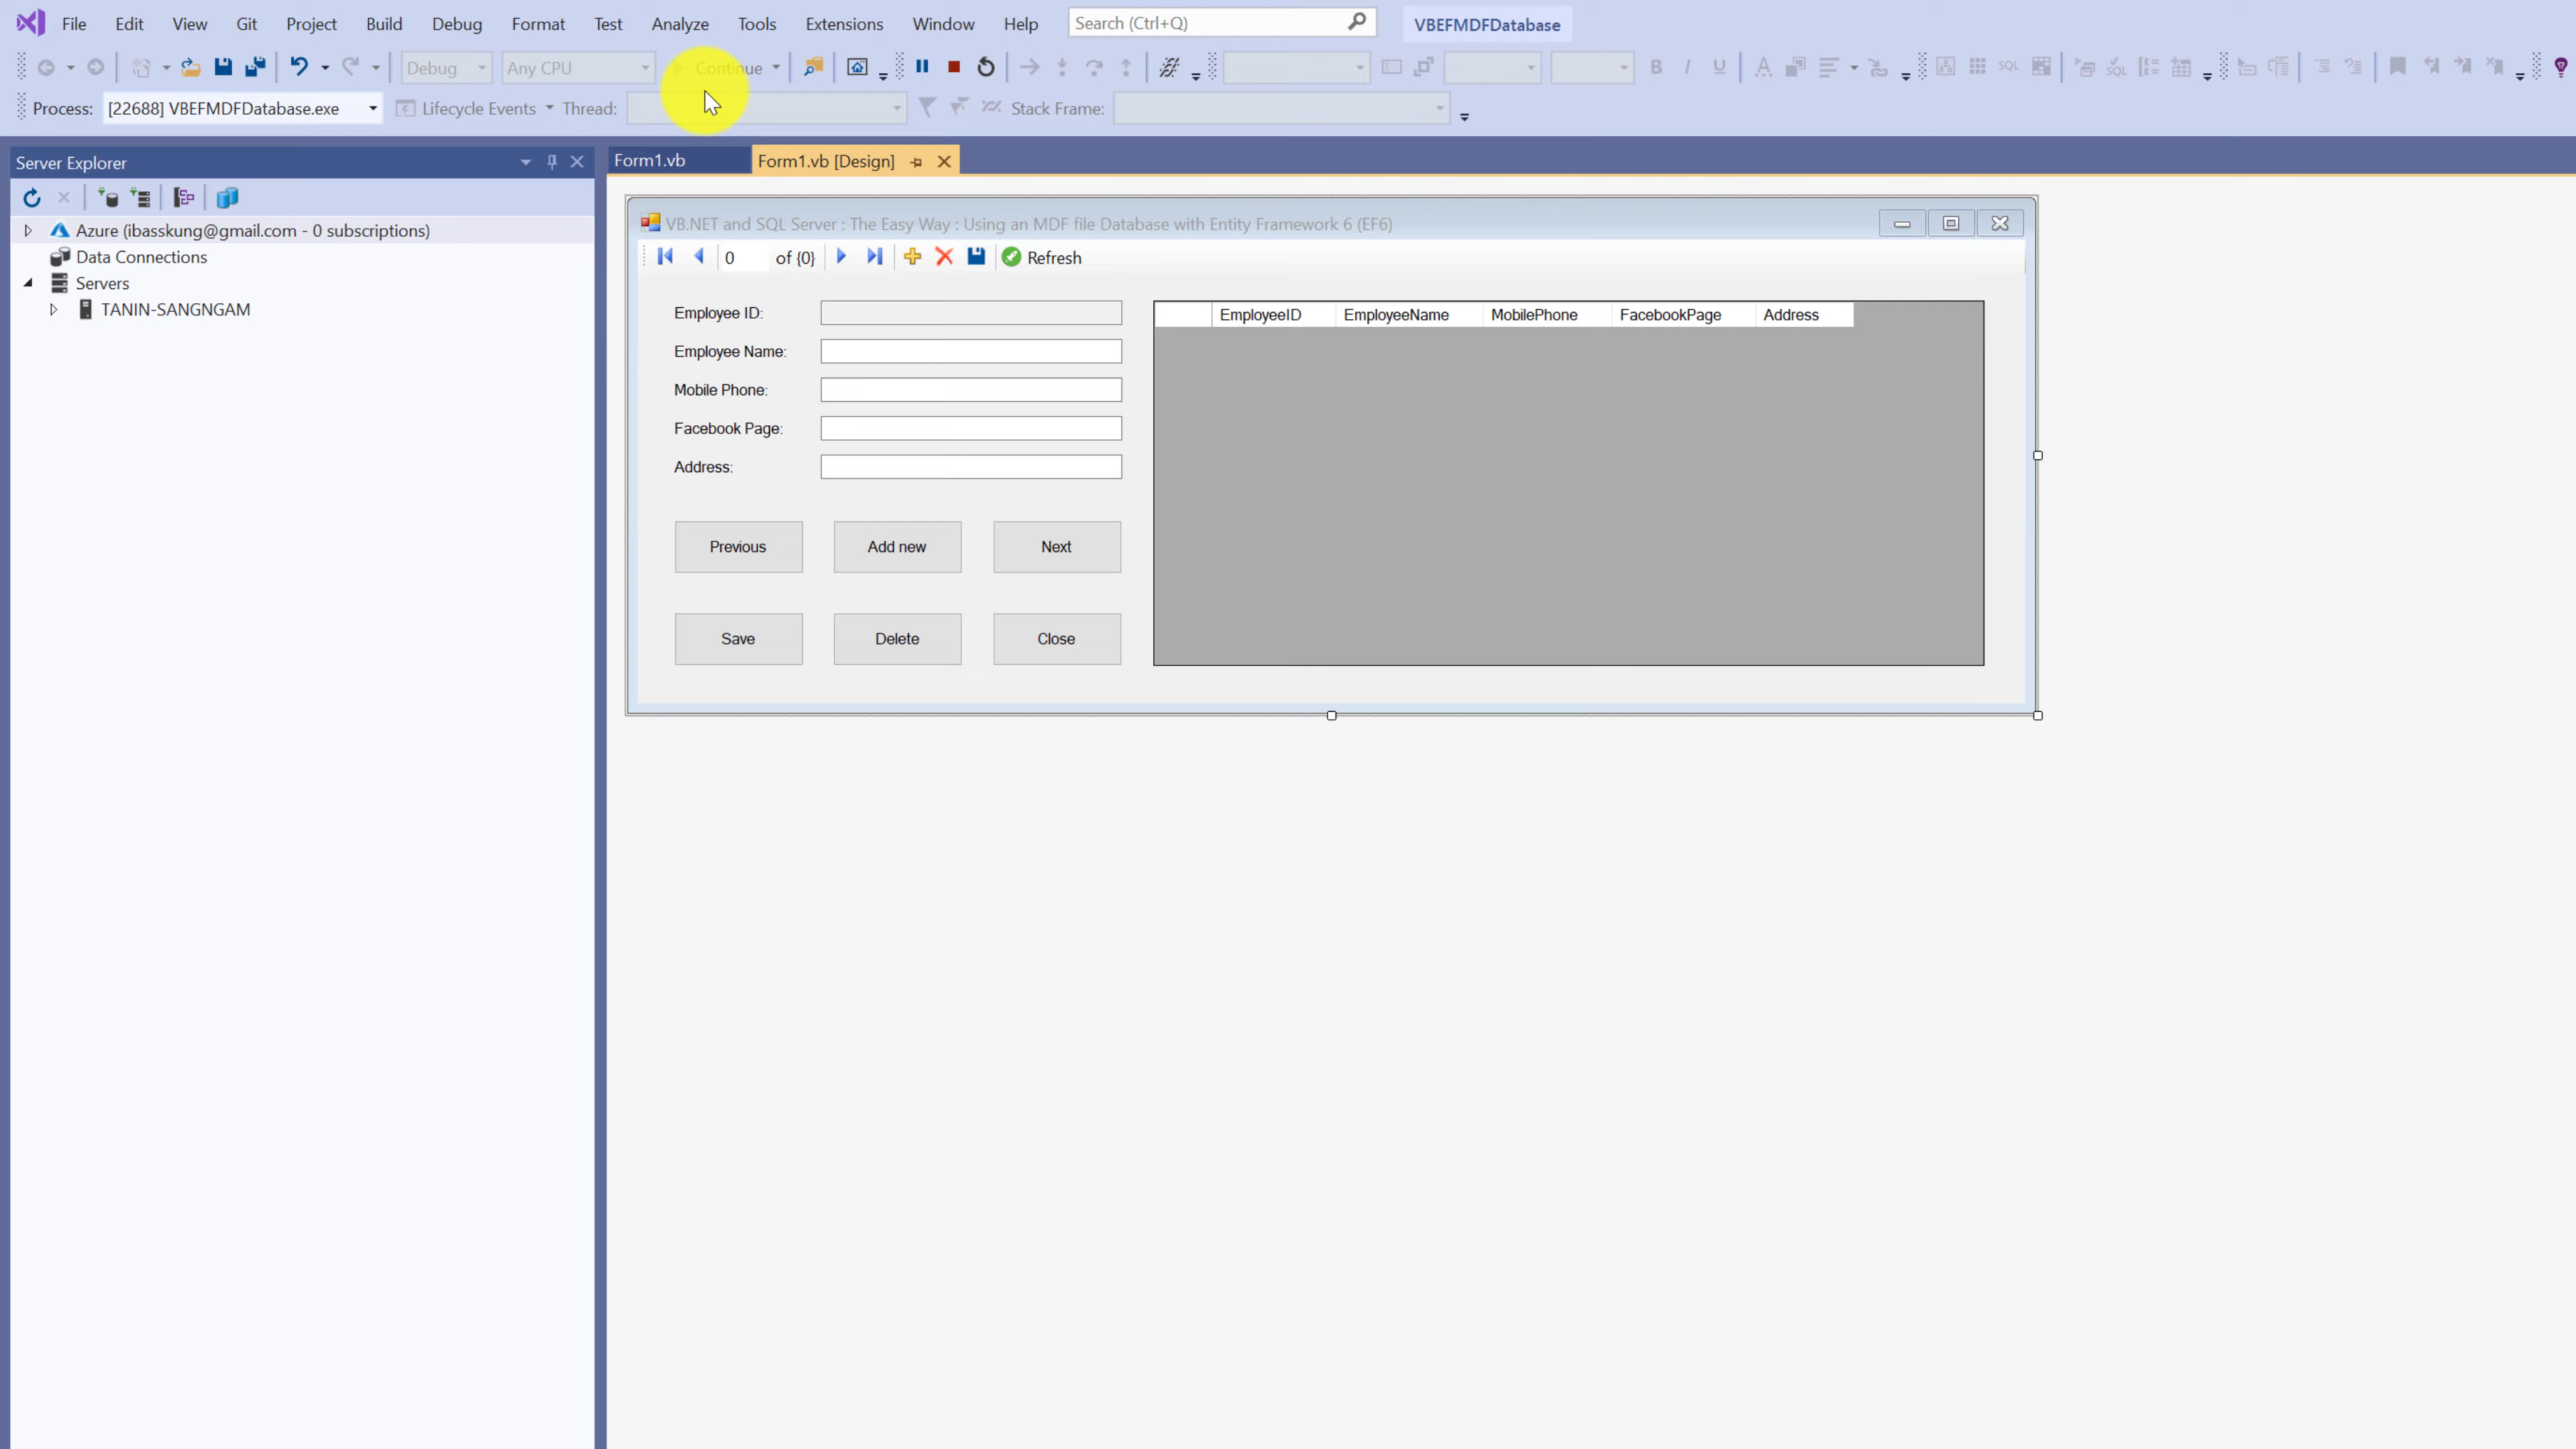 File Edit View Git Project Build Debug Format Test Analyze Tools Extensions Window Help Search (Ctrl+Q) VBEFMDFDatabase
Debug Any CPU Continue SQL B I U A SQL
Process: [22688] VBEFMDFDatabase.exe Lifecycle Events Thread: Stack Frame:
Server Explorer
Azure (ibasskung@gmail.com - 0 subscriptions)
Data Connections
Servers
TANIN-SANGNGAM
Form1.vb Form1.vb [Design]
VB.NET and SQL Server : The Easy Way : Using an MDF file Database with Entity Framework 6 (EF6)
0 of {0} Refresh
Employee ID:
Employee Name:
Mobile Phone:
Facebook Page:
Address:
EmployeeID EmployeeName MobilePhone FacebookPage Address
Previous Add new Next
Save Delete Close